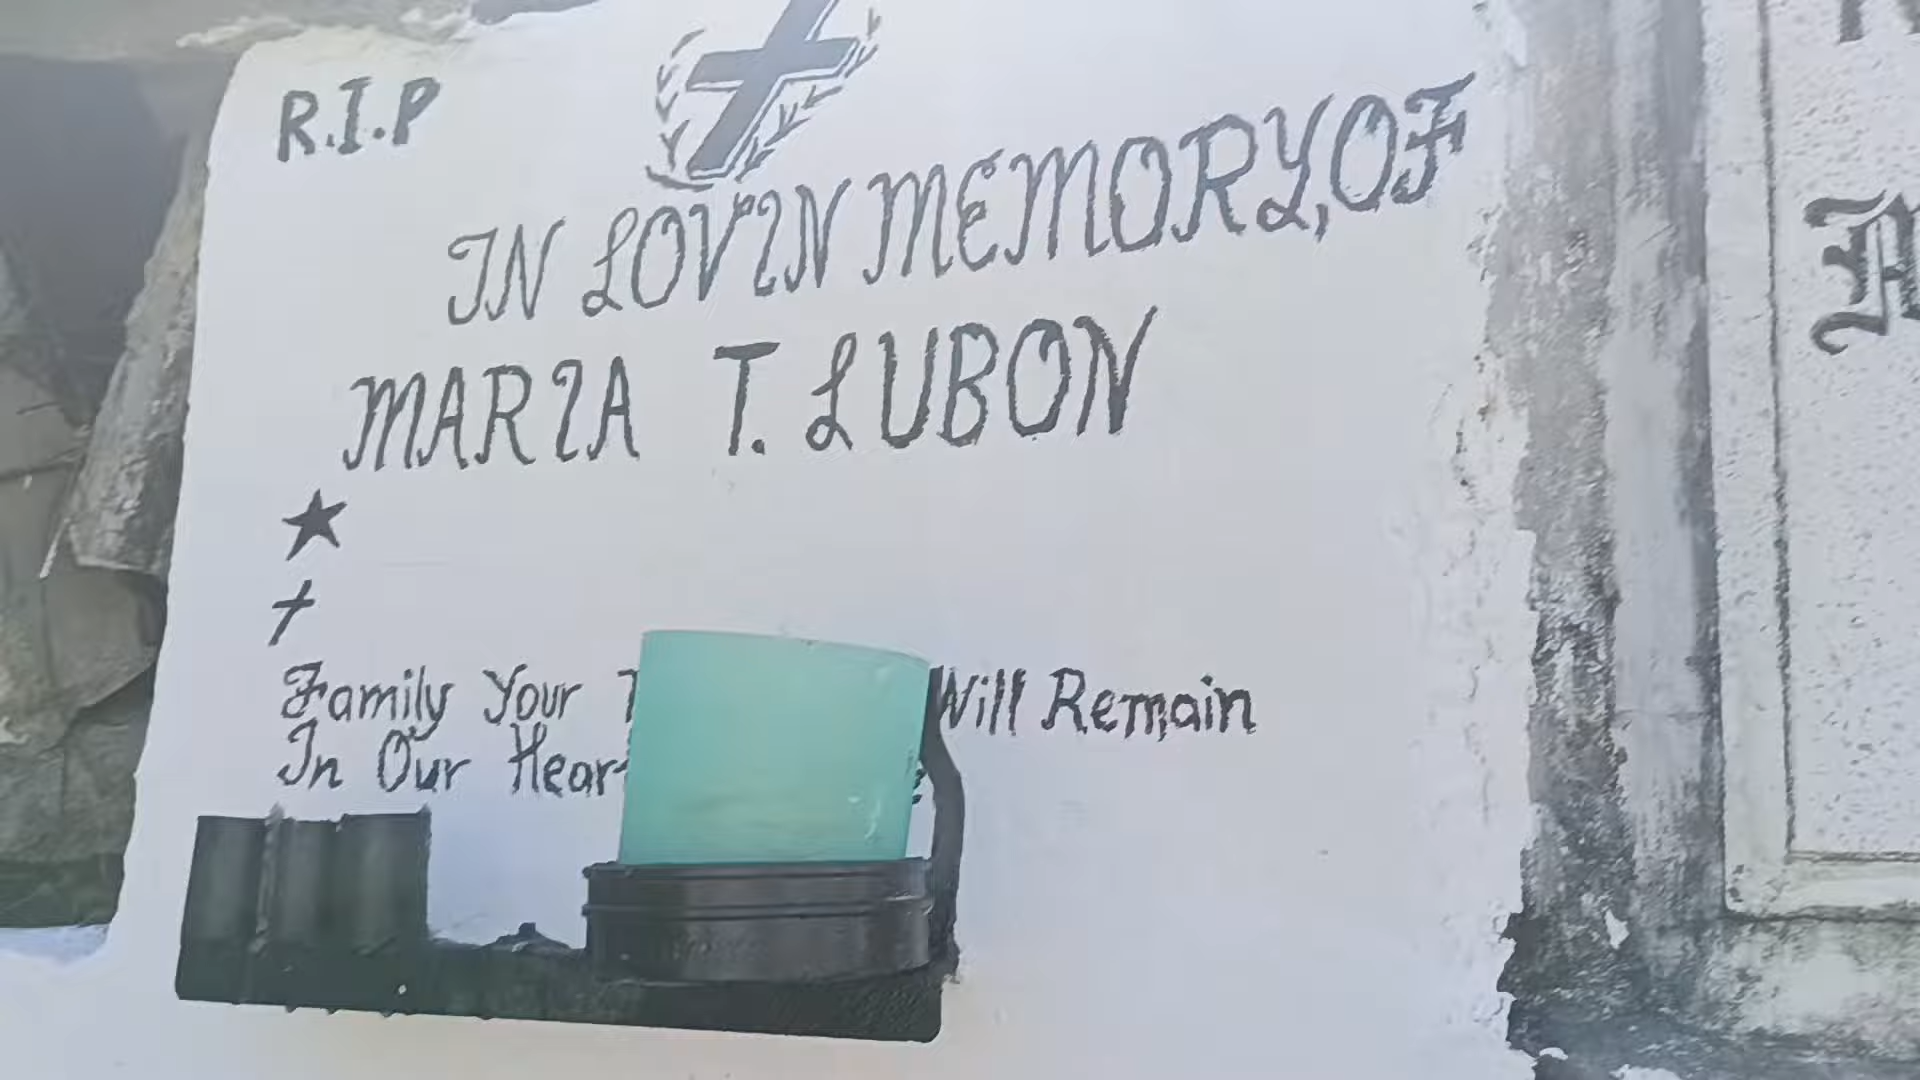 R.I.P
IN LOVIN MEMORY, OF
MARIA T. LUBON
Family Your Will Remain
In Our